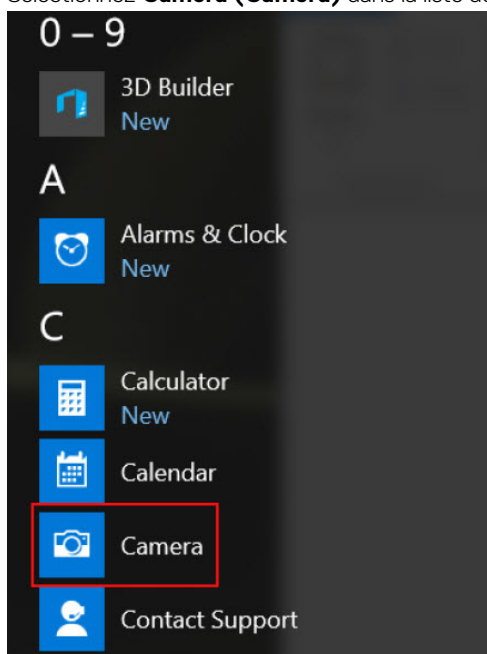 Sélectionnez Camera (Caméra) dans la liste de
0 – 9
3D Builder
New
A
Alarms & Clock
New
C
Calculator
New
Calendar
Camera
Contact Support